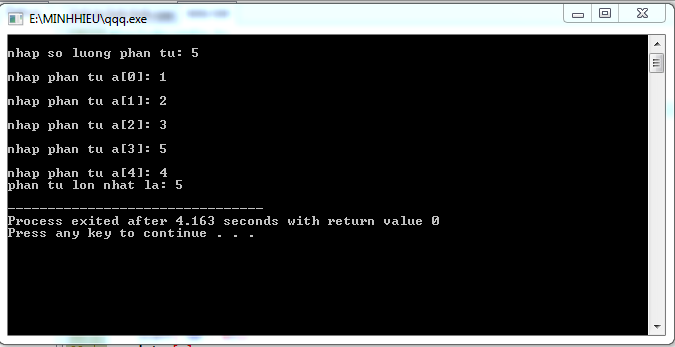 E:\MINHHIEU\qqq.exe
nhap so luong phan tu: 5
nhap phan tu a[0]: 1
nhap phan tu a[1]: 2
nhap phan tu a[2]: 3
nhap phan tu a[3]: 5
nhap phan tu a[4]: 4
phan tu lon nhat la: 5
--------------------------------
Process exited after 4.163 seconds with return value 0
Press any key to continue . . .